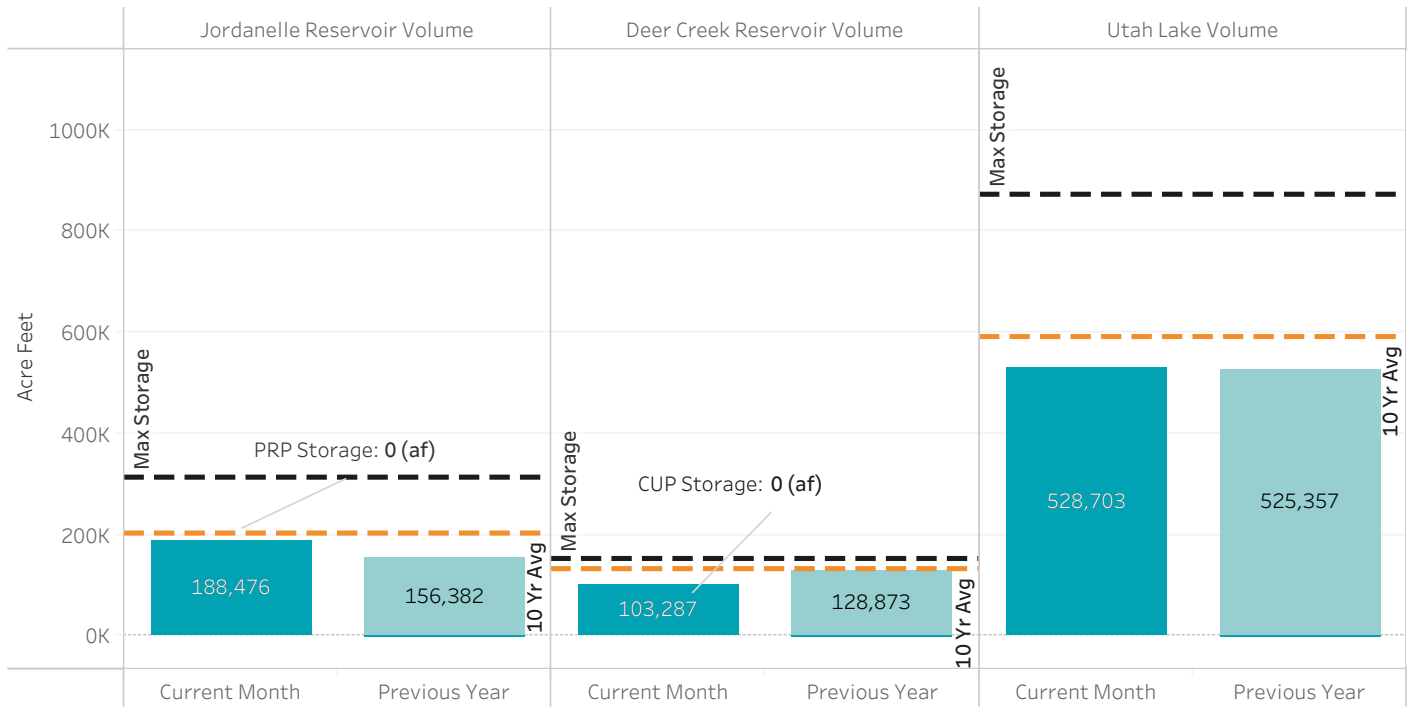 Jordanelle Reservoir Volume
Deer Creek Reservoir Volume
Utah Lake Volume
Acre Feet
1000K
800K
600K
400K
200K
0K
Max Storage
PRP Storage: 0 (af)
188,476
156,382
10 Yr Avg
Max Storage
CUP Storage: 0 (af)
103,287
128,873
10 Yr Avg
Max Storage
528,703
525,357
10 Yr Avg
Current Month
Previous Year
Current Month
Previous Year
Current Month
Previous Year